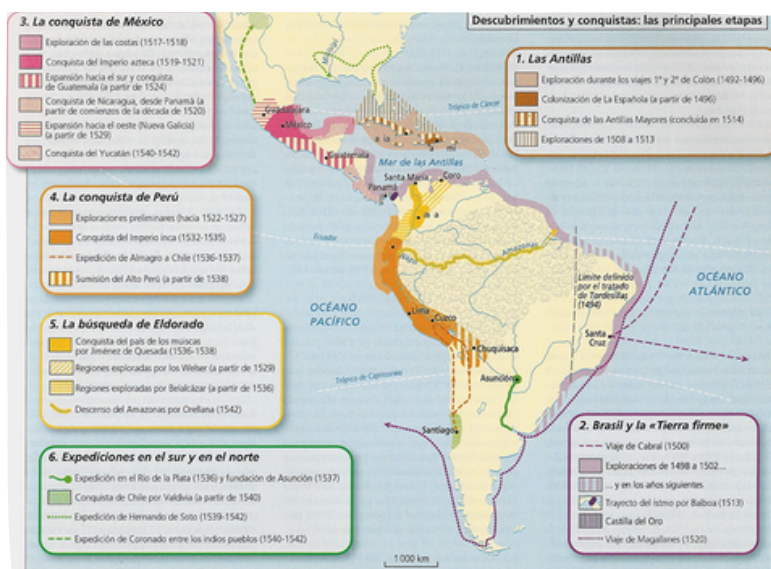 Descubrimientos y conquistas: las principales etapas
3. La conquista de México
Exploración de las costas (1517-1518)
Conquista del Imperio azteca (1519-1521)
Expansión hacia el sur y conquista
de Guatemala (a partir de 1524)
Conquista de Nicaragua, desde Panamá (a
partir de comienzos de la década de 1520)
Expansión hacia el oeste (Nueva Galicia)
(a partir de 1529)
Conquista del Yucatán (1540-1542)
1. Las Antillas
Exploración durante los viajes 1º y 2º de Colón (1492-1496)
Colonización de La Española (a partir de 1496)
Conquista de las Antillas Mayores (concluida en 1514)
Exploraciones de 1508 a 1513
4. La conquista de Perú
Exploraciones preliminares (hacia 1522-1527)
Conquista del Imperio inca (1532-1535)
Expedición de Almagro a Chile (1536-1537)
Sumisión del Alto Perú (a partir de 1538)
5. La búsqueda de Eldorado
Conquista del país de los muiscas
por Jiménez de Quesada (1536-1538)
Regiones exploradas por los Welser (a partir de 1529)
Regiones exploradas por Belalcázar (a partir de 1536)
Descenso del Amazonas por Orellana (1542)
6. Expediciones en el sur y en el norte
Expedición en el Río de la Plata (1536) y fundación de Asunción (1537)
Conquista de Chile por Valdivia (a partir de 1540)
Expedición de Hernando de Soto (1539-1542)
Expedición de Coronado entre los indios pueblos (1540-1542)
2. Brasil y la «Tierra firme»
Viaje de Cabral (1500)
Exploraciones de 1498 a 1502...
... y en los años siguientes
Trayecto del istmo por Balboa (1513)
Castilla del Oro
Viaje de Magallanes (1520)
Trópico de Cáncer
Guadalajara
México
Guatemala
Mar de las Antillas
Santa María
Coro
Panamá
Ecuador
Napo
Amazonas
Límite definido
por el tratado
de Tordesillas
(1494)
OCÉANO
ATLÁNTICO
OCÉANO
PACÍFICO
Lima
Cuzco
Chuquisaca
Santa
Cruz
Trópico de Capricornio
Asunción
Santiago
1 000 km